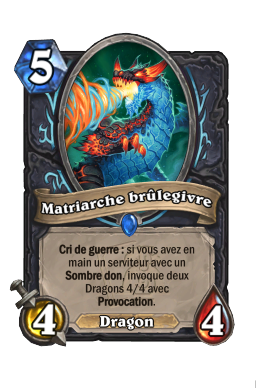 5
Matriarche brûlegivre
Cri de guerre : si vous avez en
main un serviteur avec un
Sombre don, invoque deux
Dragons 4/4 avec
Provocation.
4
Dragon
4